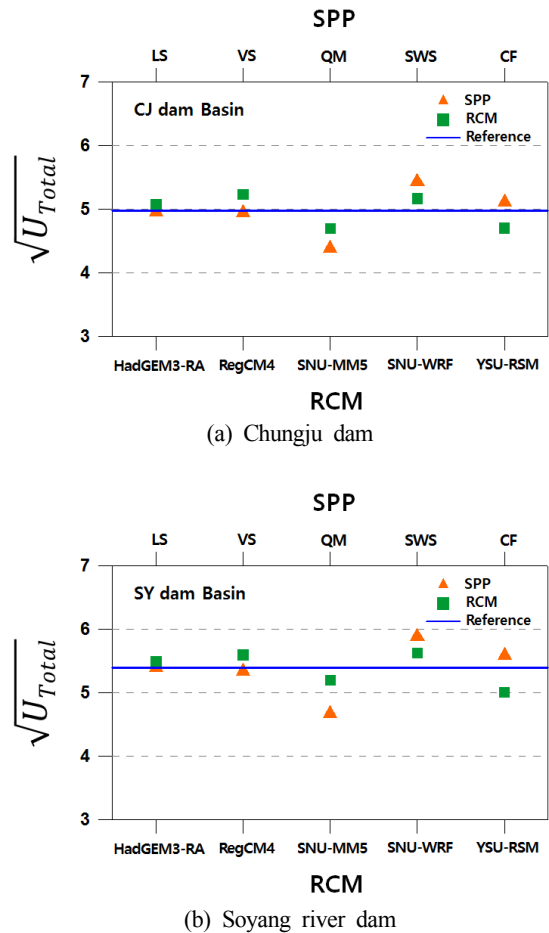 SPP
LS VS QM SWS CF
7
6
5
4
3
√U_Total
CJ dam Basin
SPP
RCM
Reference
HadGEM3-RA RegCM4 SNU-MM5 SNU-WRF YSU-RSM
RCM
(a) Chungju dam
SPP
LS VS QM SWS CF
7
6
5
4
3
√U_Total
SY dam Basin
SPP
RCM
Reference
HadGEM3-RA RegCM4 SNU-MM5 SNU-WRF YSU-RSM
RCM
(b) Soyang river dam